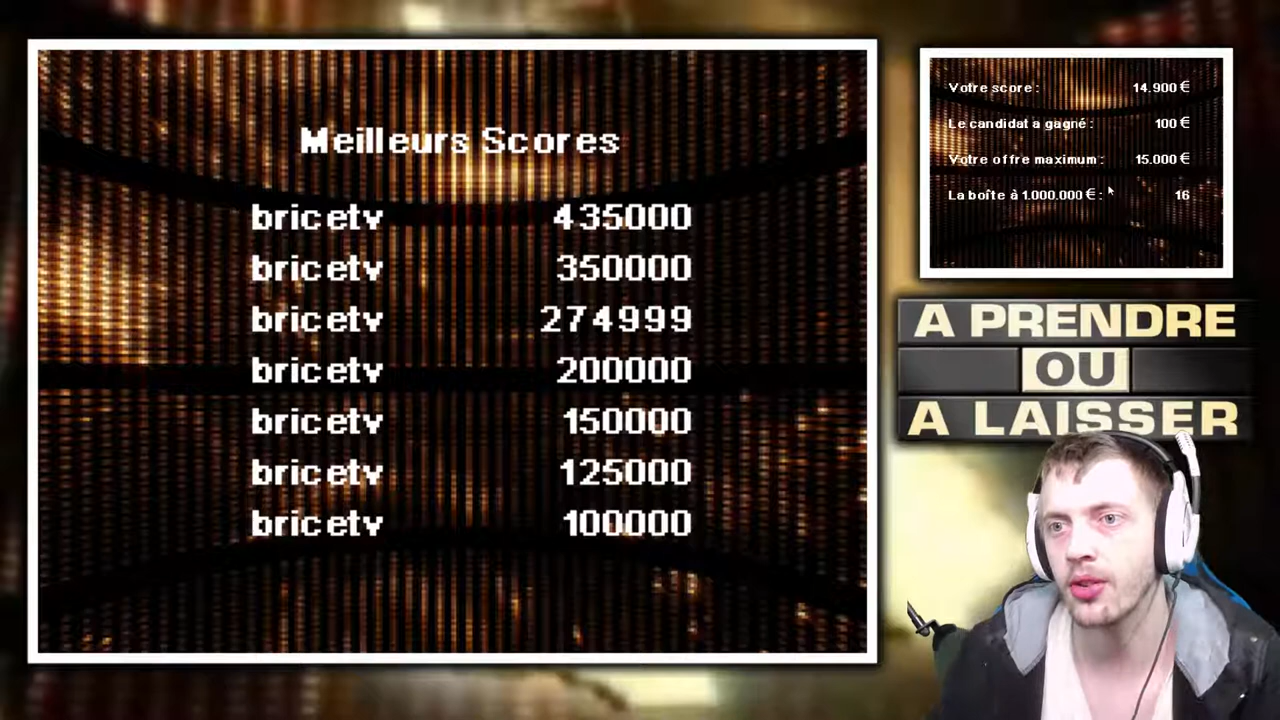 Meilleurs Scores
bricetv 435000
bricetv 350000
bricetv 274999
bricetv 200000
bricetv 150000
bricetv 125000
bricetv 100000
Votre score : 14.900 €
Le candidat a gagné : 100 €
Votre offre maximum : 15.000 €
La boîte à 1.000.000 € : 16
A PRENDRE
OU
A LAISSER